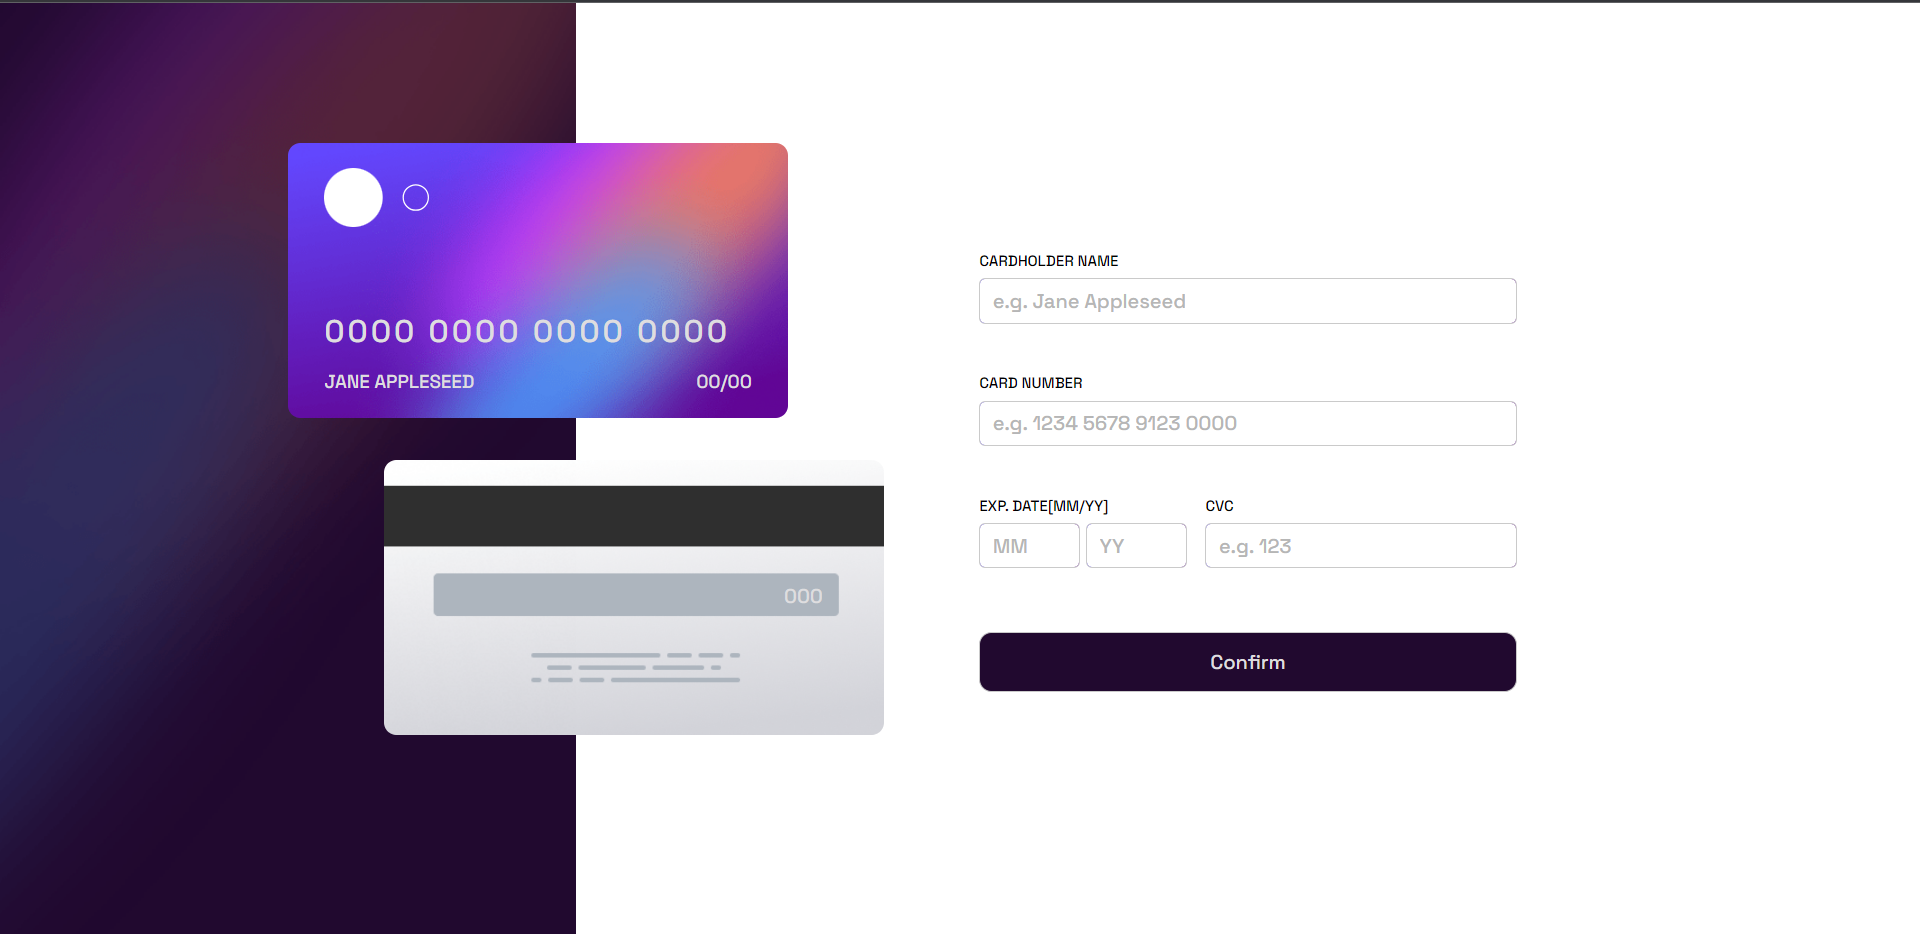 0000 0000 0000 0000
JANE APPLESEED 00/00
000
CARDHOLDER NAME
e.g. Jane Appleseed
CARD NUMBER
e.g. 1234 5678 9123 0000
EXP. DATE[MM/YY] CVC
MM YY e.g. 123
Confirm